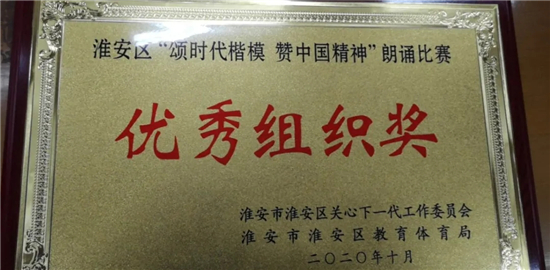 淮安区“颂时代楷模 赞中国精神”朗诵比赛
优秀组织奖
淮安市淮安区关心下一代工作委员会
淮安市淮安区教育体育局
二〇二〇年十月